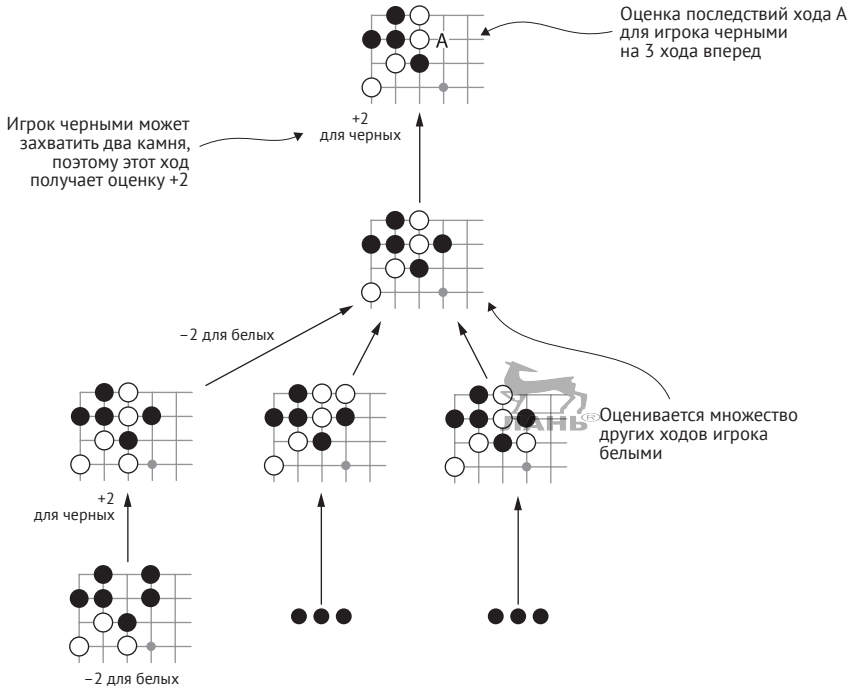 Оценка последствий хода А
для игрока черными
на 3 хода вперед
А
+2
для черных
Игрок черными может
захватить два камня,
поэтому этот ход
получает оценку +2
−2 для белых
ЛАНЬ®
Оценивается множество
других ходов игрока
белыми
+2
для черных
−2 для белых